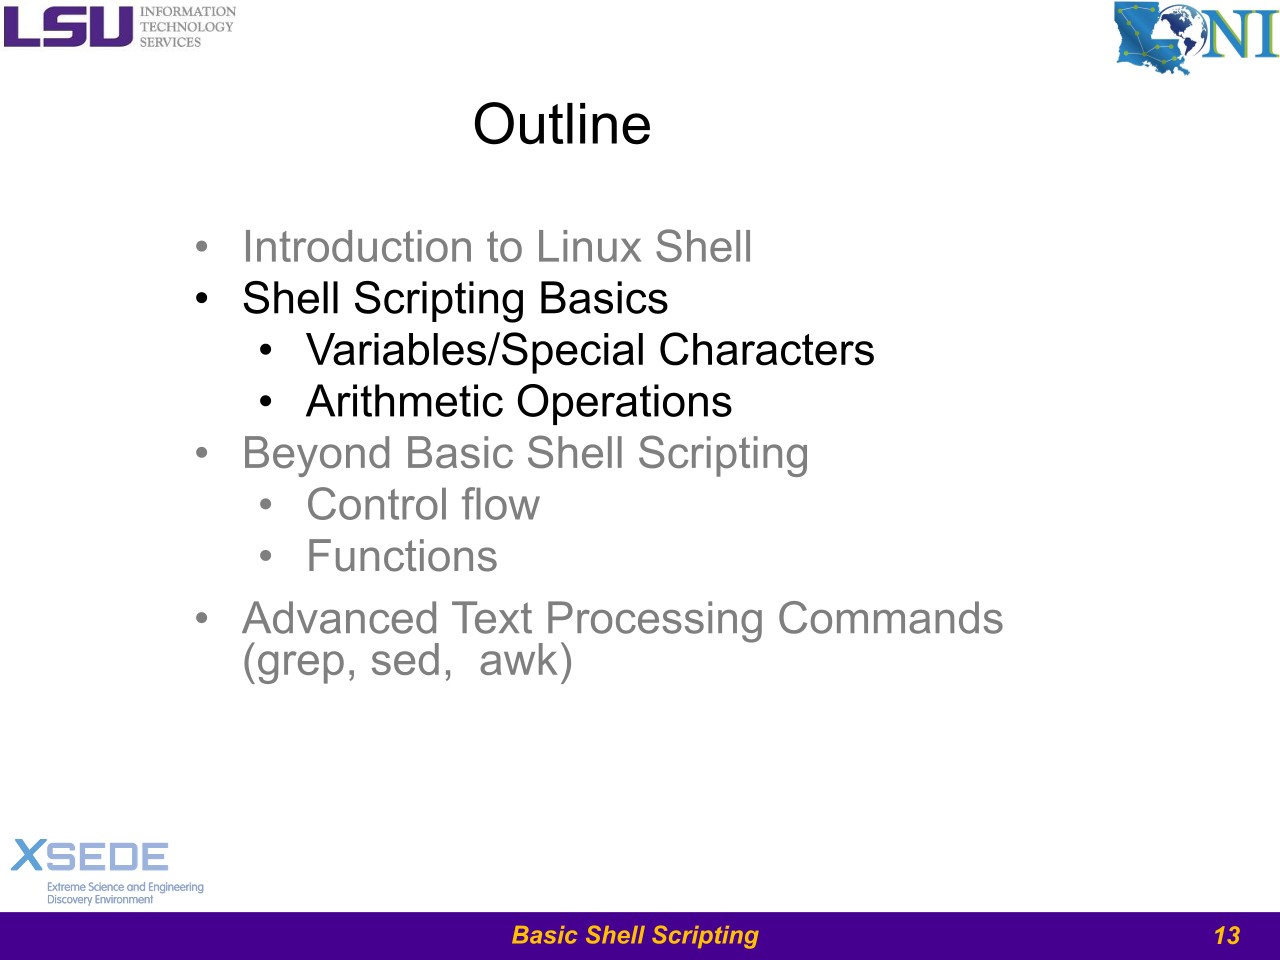 LSU INFORMATION
TECHNOLOGY
SERVICES
LONI
Outline
• Introduction to Linux Shell
• Shell Scripting Basics
• Variables/Special Characters
• Arithmetic Operations
• Beyond Basic Shell Scripting
• Control flow
• Functions
• Advanced Text Processing Commands
(grep, sed,  awk)
XSEDE
Extreme Science and Engineering
Discovery Environment
Basic Shell Scripting
13